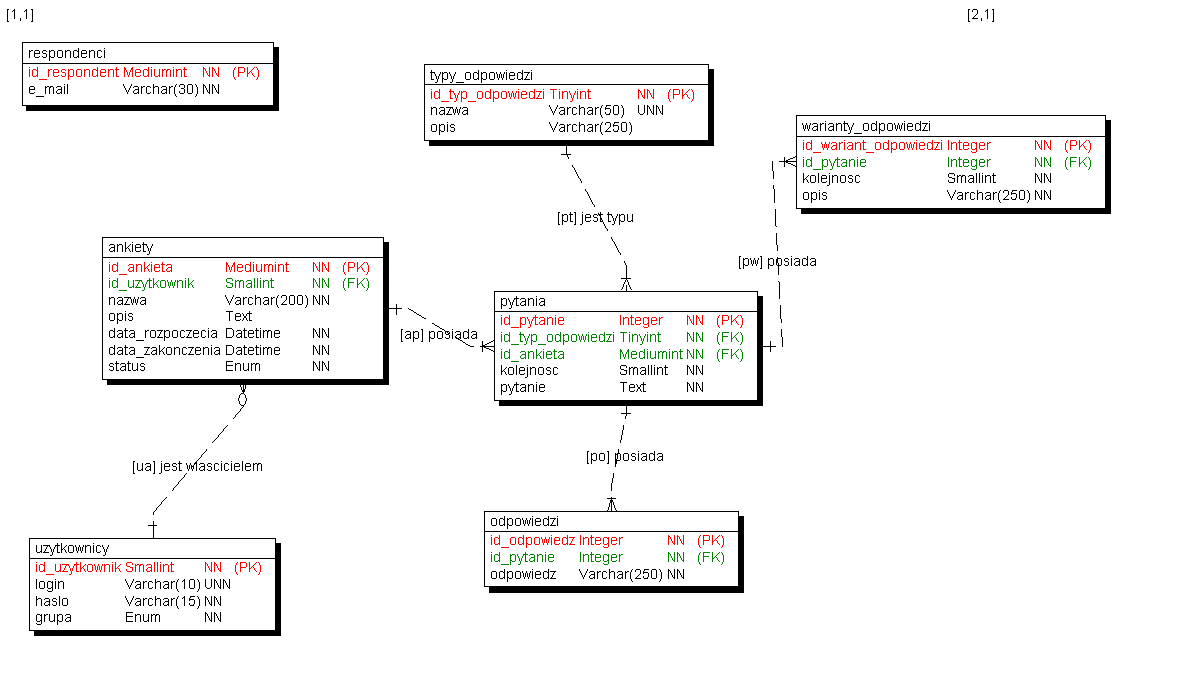 [1,1]
[2,1]
respondenci
id_respondent Mediumint NN (PK)
e_mail Varchar(30) NN
typy_odpowiedzi
id_typ_odpowiedzi Tinyint NN (PK)
nazwa Varchar(50) UNN
opis Varchar(250)
warianty_odpowiedzi
id_wariant_odpowiedzi Integer NN (PK)
id_pytanie Integer NN (FK)
kolejnosc Smallint NN
opis Varchar(250) NN
[pt] jest typu
[pw] posiada
ankiety
id_ankieta Mediumint NN (PK)
id_uzytkownik Smallint NN (FK)
nazwa Varchar(200) NN
opis Text
data_rozpoczecia Datetime NN
data_zakonczenia Datetime NN
status Enum NN
[ap] posiada
pytania
id_pytanie Integer NN (PK)
id_typ_odpowiedzi Tinyint NN (FK)
id_ankieta Mediumint NN (FK)
kolejnosc Smallint NN
pytanie Text NN
[ua] jest wlascicielem
[po] posiada
uzytkownicy
id_uzytkownik Smallint NN (PK)
login Varchar(10) UNN
haslo Varchar(15) NN
grupa Enum NN
odpowiedzi
id_odpowiedz Integer NN (PK)
id_pytanie Integer NN (FK)
odpowiedz Varchar(250) NN